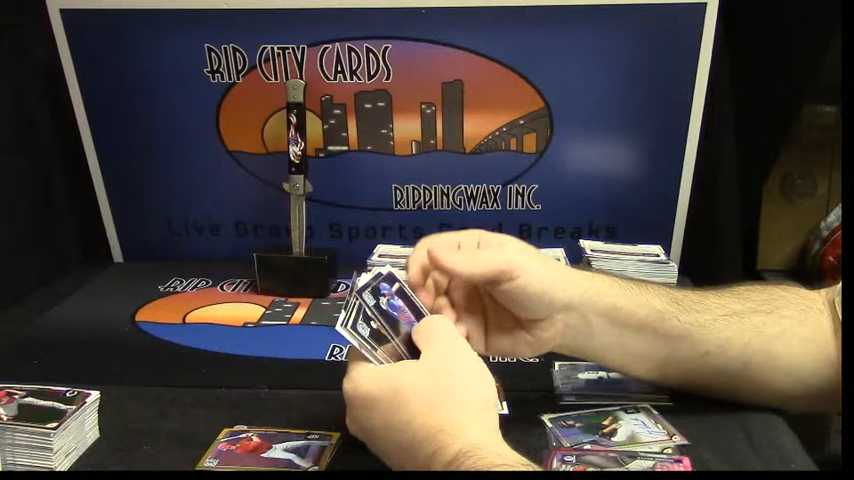 RIP CITY CARDS
RIPPINGWAX INC.
Live Group Sports Card Breaks
RIP CITY